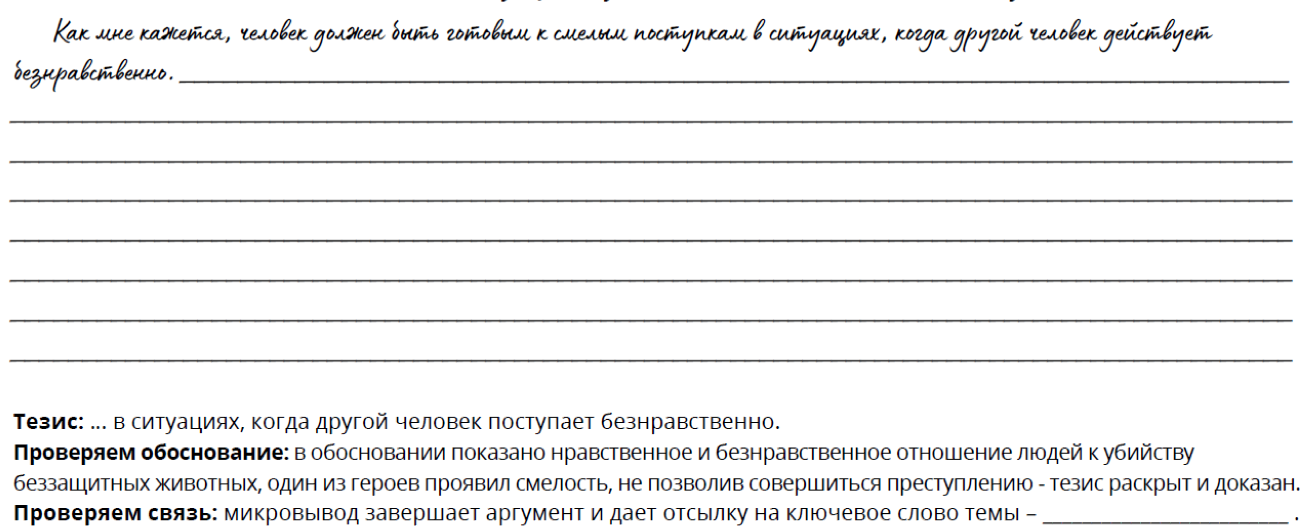 Как мне кажется, человек должен быть готовым к смелым поступкам в ситуациях, когда другой человек действует
безнравственно.
Тезис: ... в ситуациях, когда другой человек поступает безнравственно.
Проверяем обоснование: в обосновании показано нравственное и безнравственное отношение людей к убийству
беззащитных животных, один из героев проявил смелость, не позволив совершиться преступлению - тезис раскрыт и доказан.
Проверяем связь: микровывод завершает аргумент и дает отсылку на ключевое слово темы – ____________________ .